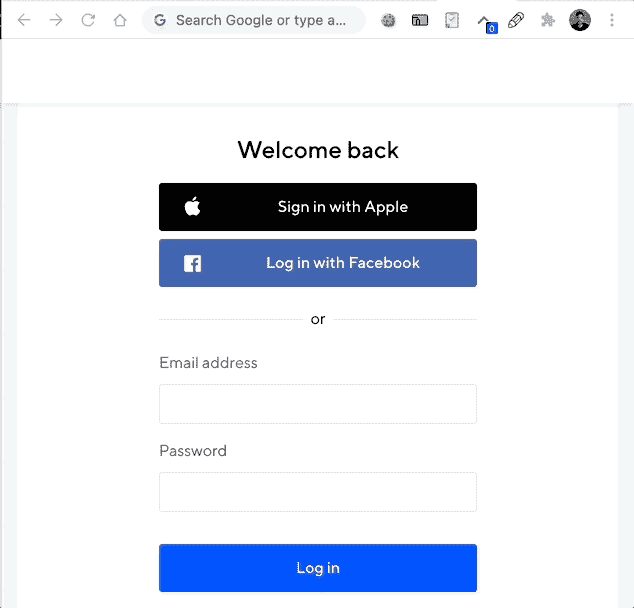 Search Google or type a...
0
Welcome back
Sign in with Apple
Log in with Facebook
or
Email address
Password
Log in